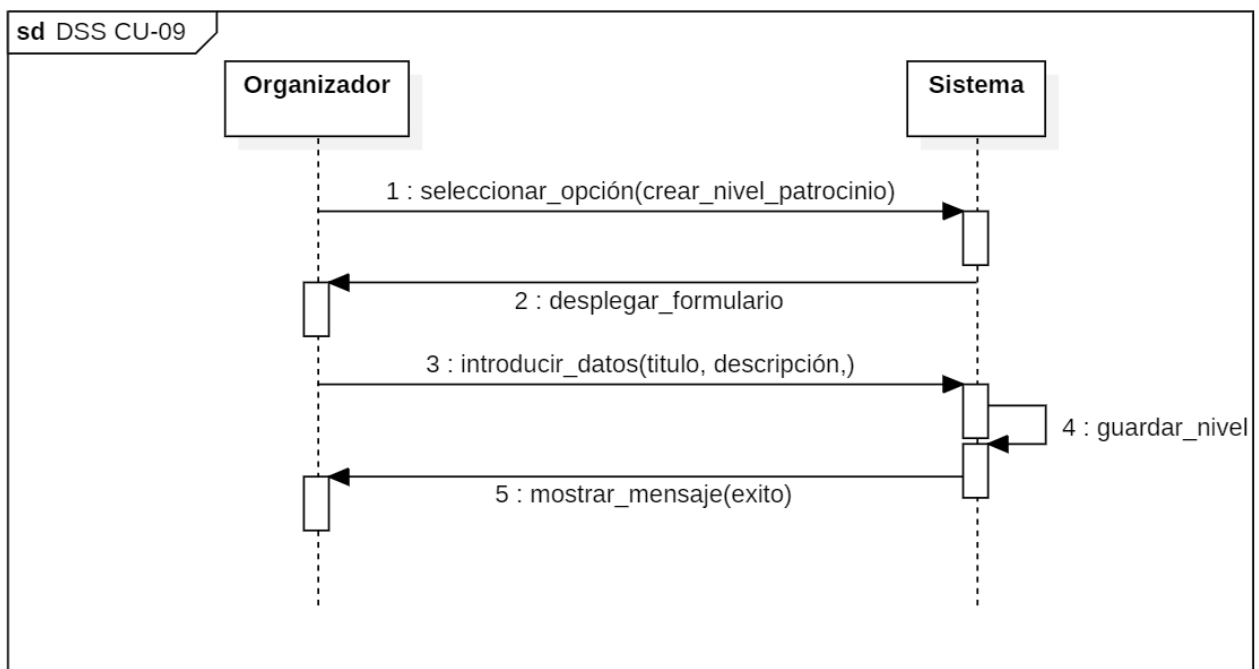 sd DSS CU-09
Organizador
Sistema
1 : seleccionar_opción(crear_nivel_patrocinio)
2 : desplegar_formulario
3 : introducir_datos(titulo, descripción,)
4 : guardar_nivel
5 : mostrar_mensaje(exito)